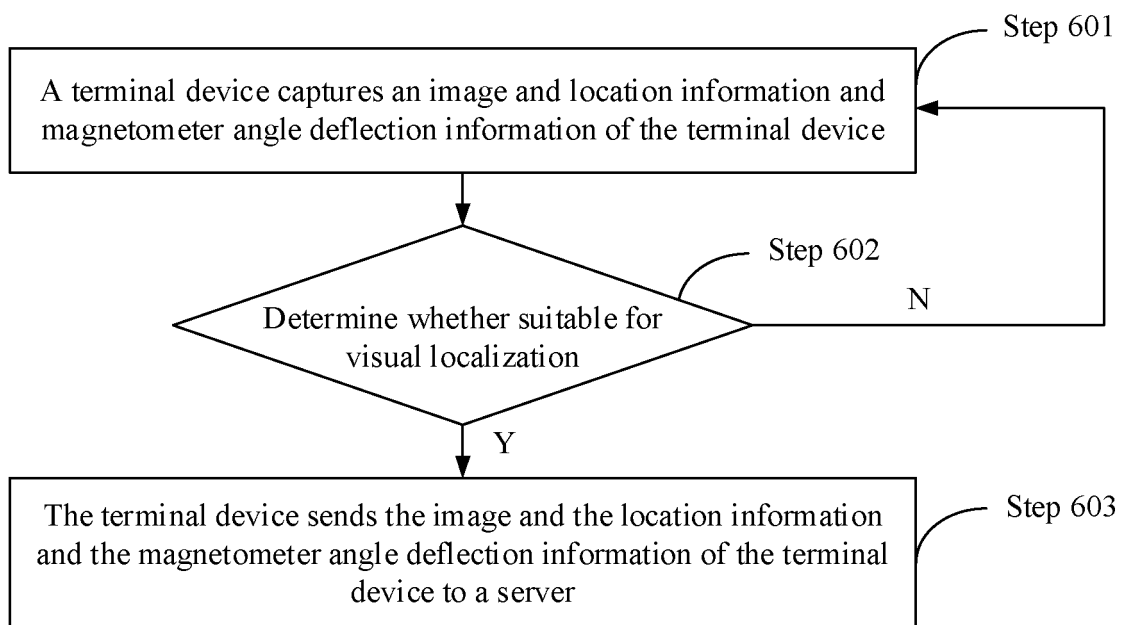 Step 601
A terminal device captures an image and location information and
magnetometer angle deflection information of the terminal device
Step 602
N
Determine whether suitable for
visual localization
Y
Step 603
The terminal device sends the image and the location information
and the magnetometer angle deflection information of the terminal
device to a server